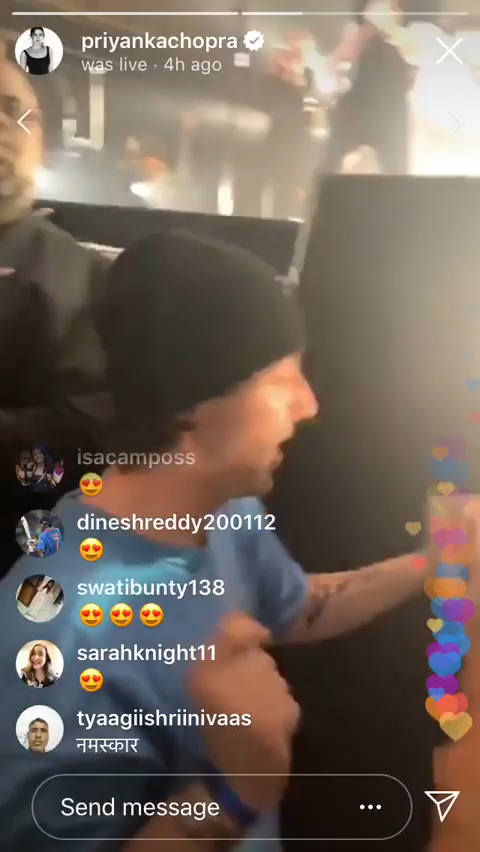 priyankachopra
was live · 4h ago
isacamposs
😍
dineshreddy200112
😍
swatibunty138
😍😍😍
sarahknight11
😍
tyaagiishriinivaas
नमस्कार
Send message